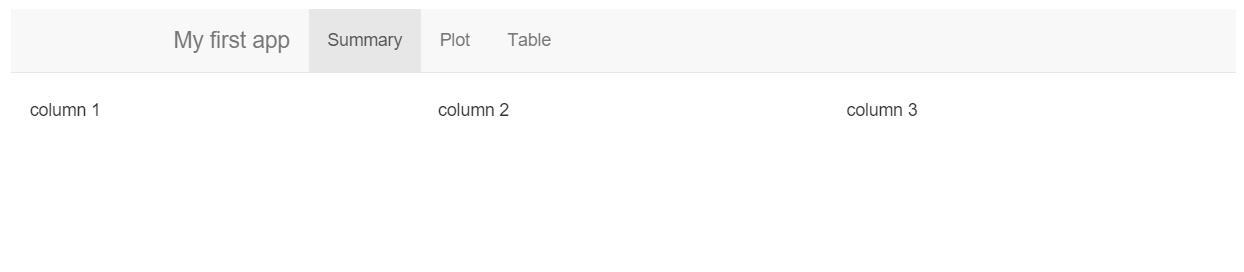 My first app Summary Plot Table
column 1 column 2 column 3